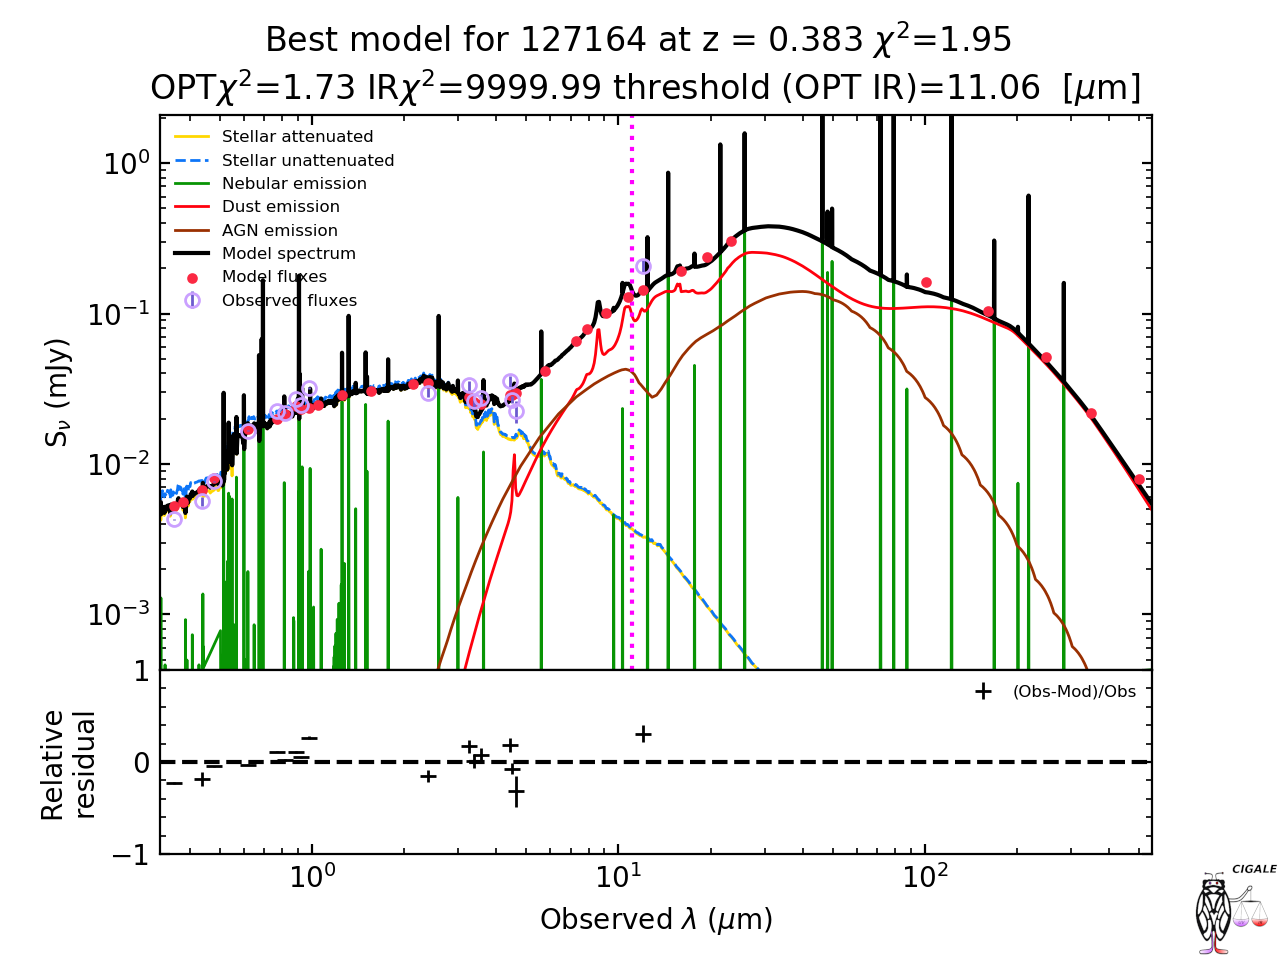 Best model for 127164 at z = 0.383 χ²=1.95
OPTχ²=1.73 IRχ²=9999.99 threshold (OPT IR)=11.06 [μm]
Stellar attenuated
Stellar unattenuated
Nebular emission
Dust emission
AGN emission
Model spectrum
Model fluxes
Observed fluxes
10⁰
10⁻¹
10⁻²
10⁻³
S_ν (mJy)
1
0
−1
Relative
residual
(Obs-Mod)/Obs
10⁰ 10¹ 10²
Observed λ (μm)
CIGALE